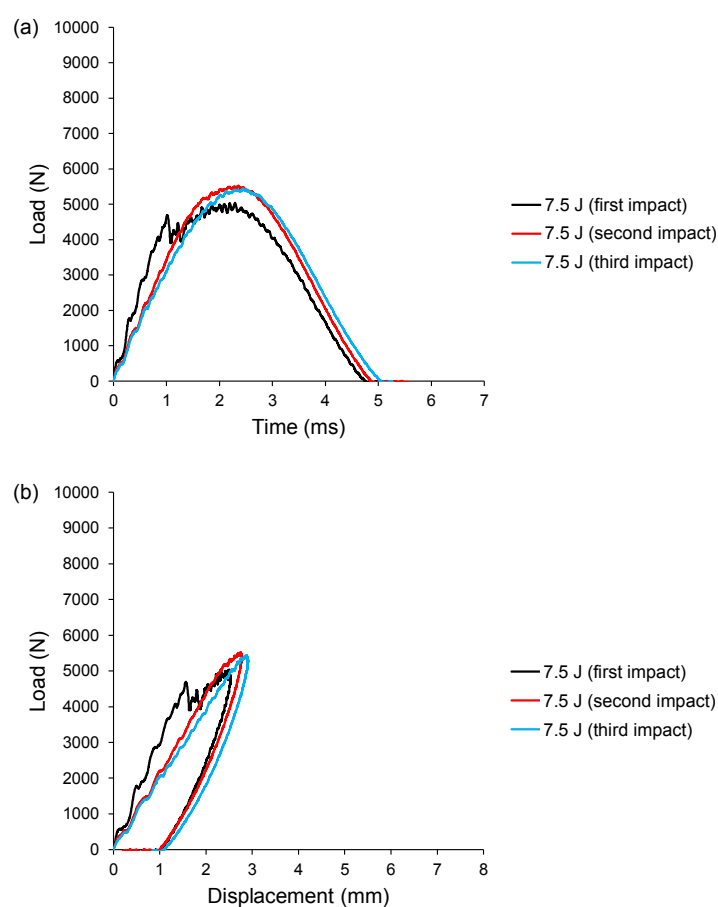 (a)
10000
9000
8000
7000
6000
5000
4000
3000
2000
1000
0
Load (N)
0 1 2 3 4 5 6 7
Time (ms)
7.5 J (first impact)
7.5 J (second impact)
7.5 J (third impact)
(b)
10000
9000
8000
7000
6000
5000
4000
3000
2000
1000
0
Load (N)
0 1 2 3 4 5 6 7 8
Displacement (mm)
7.5 J (first impact)
7.5 J (second impact)
7.5 J (third impact)